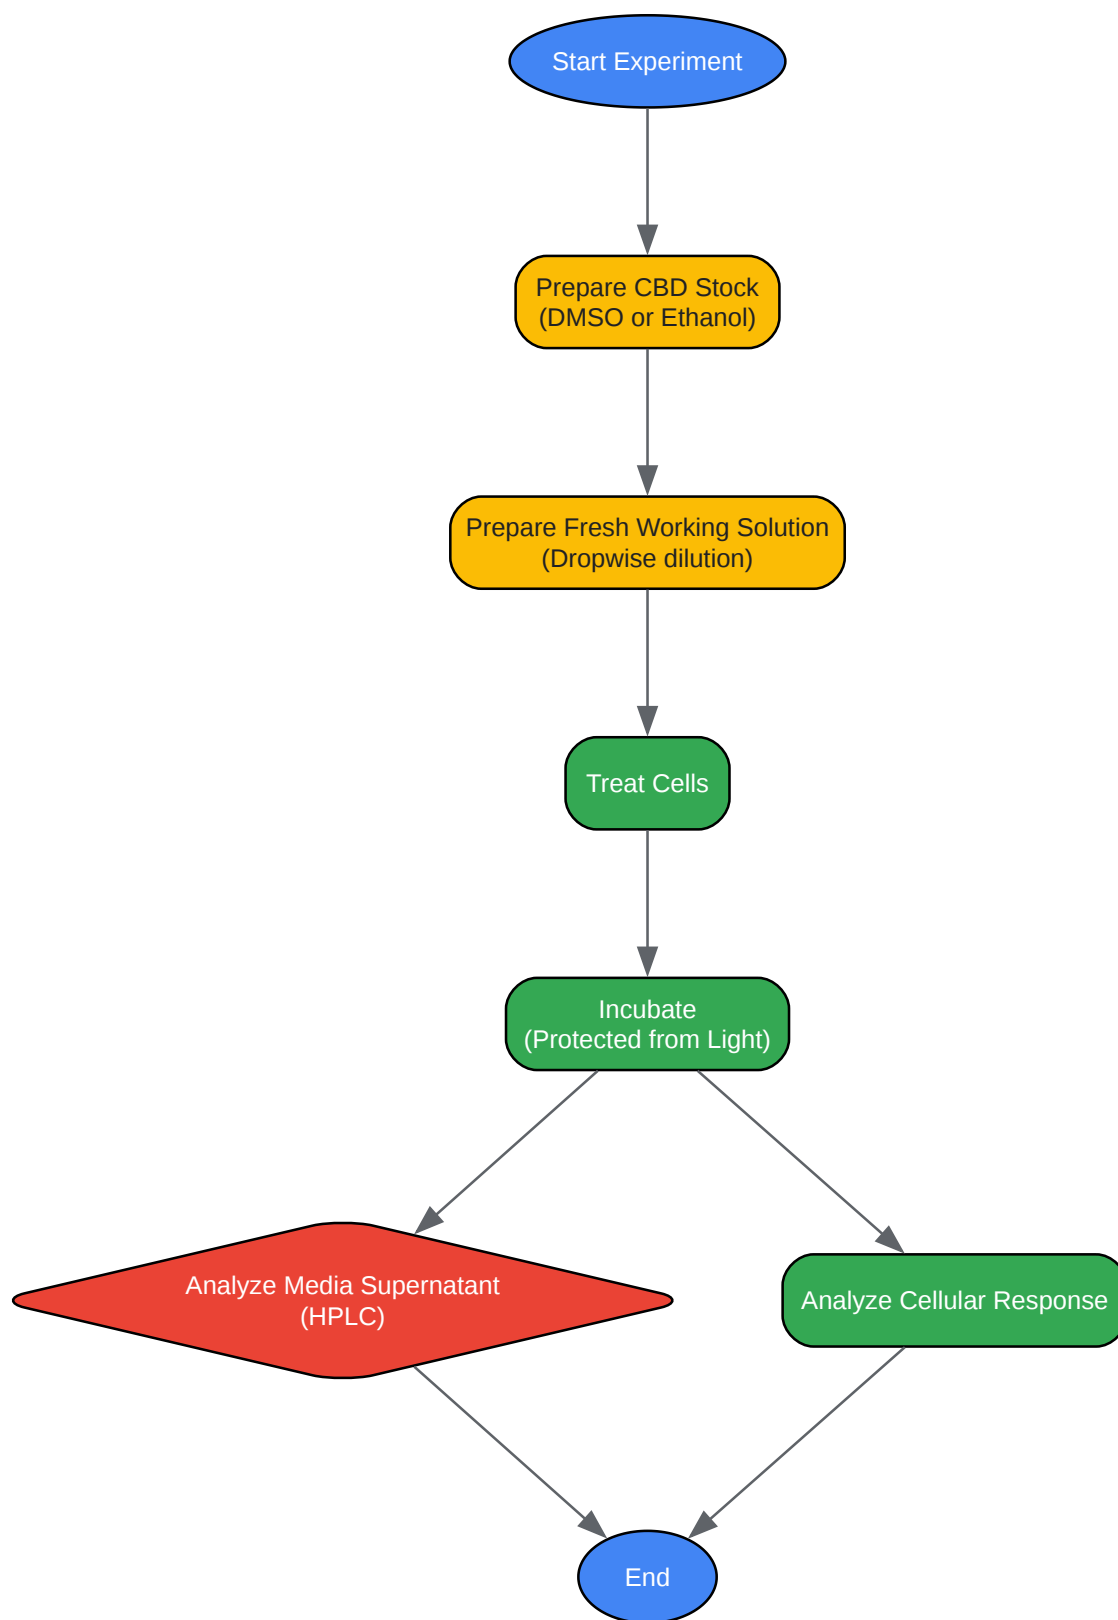 Start Experiment
Prepare CBD Stock
(DMSO or Ethanol)
Prepare Fresh Working Solution
(Dropwise dilution)
Treat Cells
Incubate
(Protected from Light)
Analyze Media Supernatant
(HPLC)
Analyze Cellular Response
End